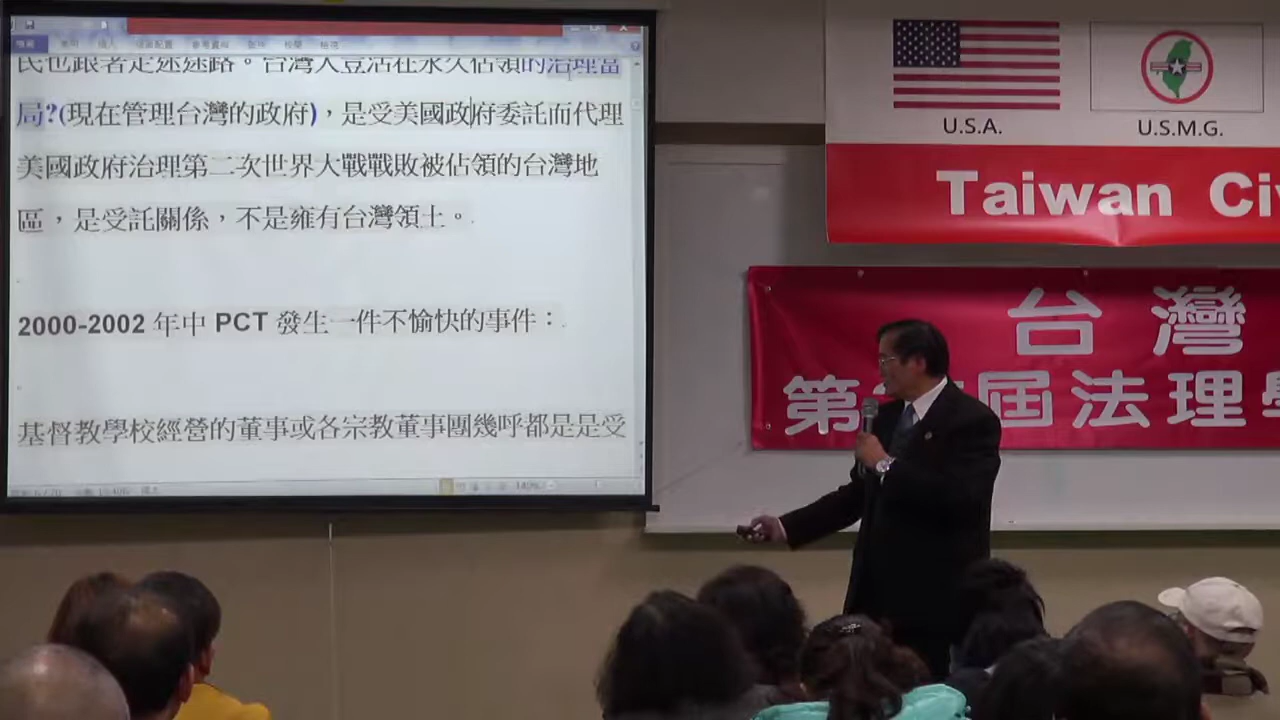 民也跟著走迷途路。台灣人豈活在永久佔領的治理當
局?(現在管理台灣的政府)，是受美國政府委託而代理
美國政府治理第二次世界大戰戰敗被佔領的台灣地
區，是受託關係，不是雍有台灣領土。
2000-2002 年中 PCT 發生一件不愉快的事件：
基督教學校經營的董事或各宗教董事團幾呼都是是受
U.S.A.
U.S.M.G.
Taiwan Ci
台灣
第 屆法理學